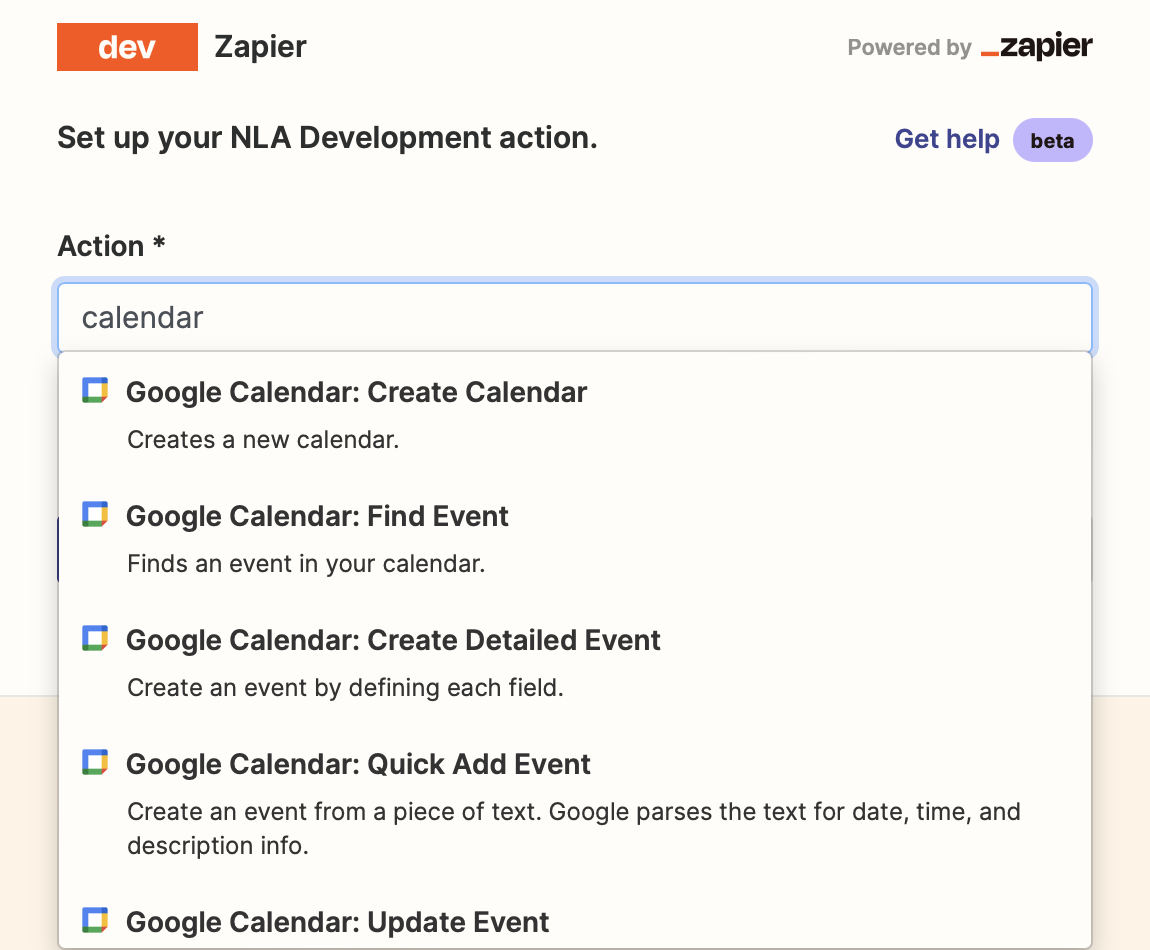 dev Zapier Powered by _zapier
Set up your NLA Development action. Get help beta
Action *
calendar
Google Calendar: Create Calendar
Creates a new calendar.
Google Calendar: Find Event
Finds an event in your calendar.
Google Calendar: Create Detailed Event
Create an event by defining each field.
Google Calendar: Quick Add Event
Create an event from a piece of text. Google parses the text for date, time, and
description info.
Google Calendar: Update Event